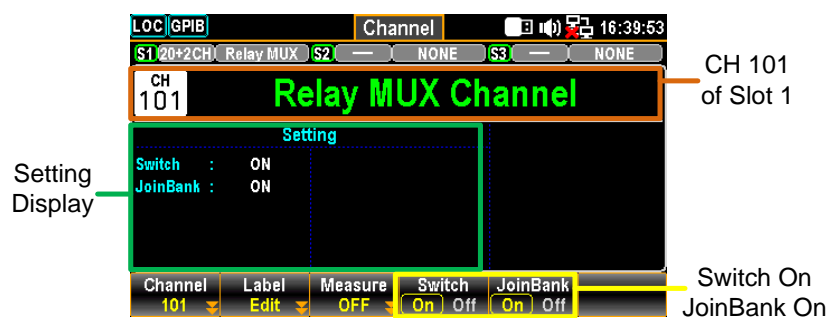 LOC GPIB Channel 16:39:53
S1 20+2CH Relay MUX S2 — NONE S3 — NONE
CH
101
Relay MUX Channel
CH 101
of Slot 1
Setting
Switch : ON
JoinBank : ON
Setting
Display
Channel Label Measure Switch JoinBank
101 Edit OFF On Off On Off
Switch On
JoinBank On